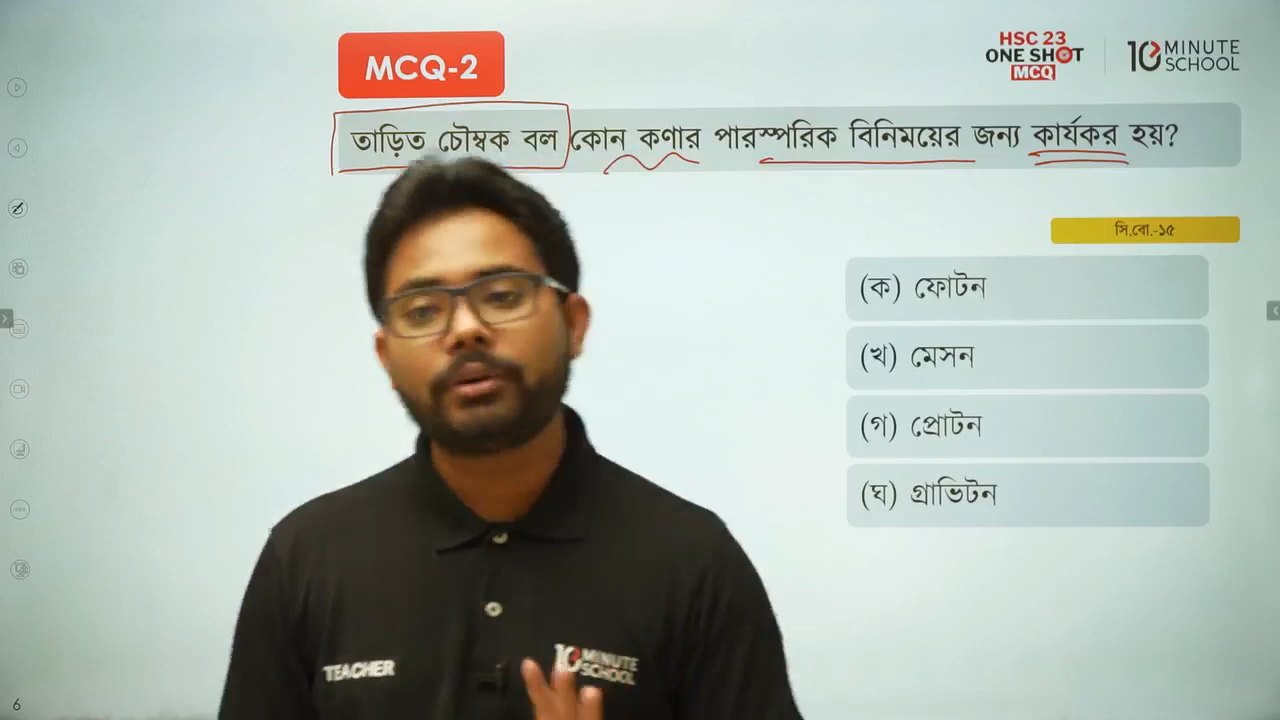 MCQ-2
HSC 23
ONE SHOT
MCQ
10 MINUTE
SCHOOL
তাড়িত চৌম্বক বল কোন কণার পারস্পরিক বিনিময়ের জন্য কার্যকর হয়?
সি.বো.-১৫
(ক) ফোটন
(খ) মেসন
(গ) প্রোটন
(ঘ) গ্রাভিটন
TEACHER
10 MINUTE
SCHOOL
6